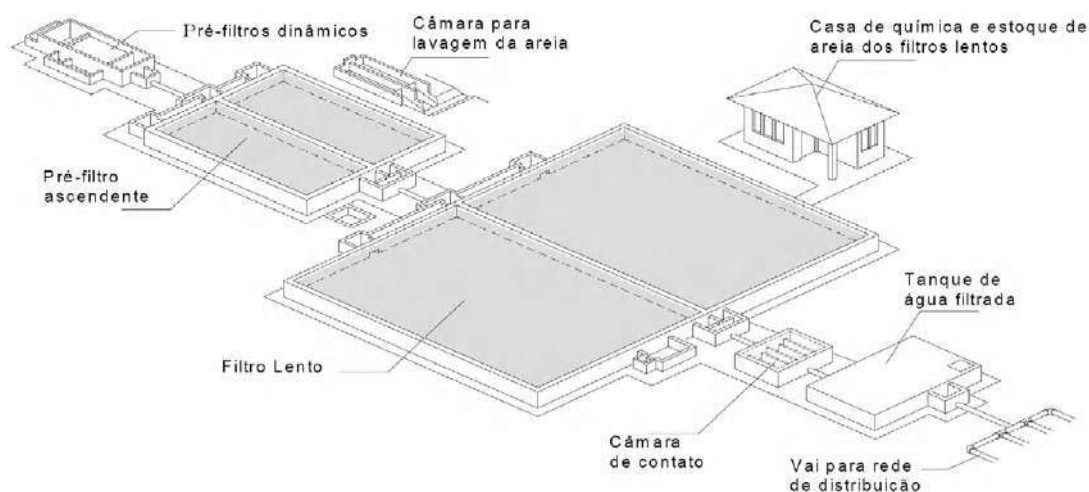 Pré-filtros dinâmicos
Câmara para
lavagem da areia
Casa de química e estoque de
areia dos filtros lentos
Pré-filtro
ascendente
Tanque de
água filtrada
Filtro Lento
Câmara
de contato
Vai para rede
de distribuição